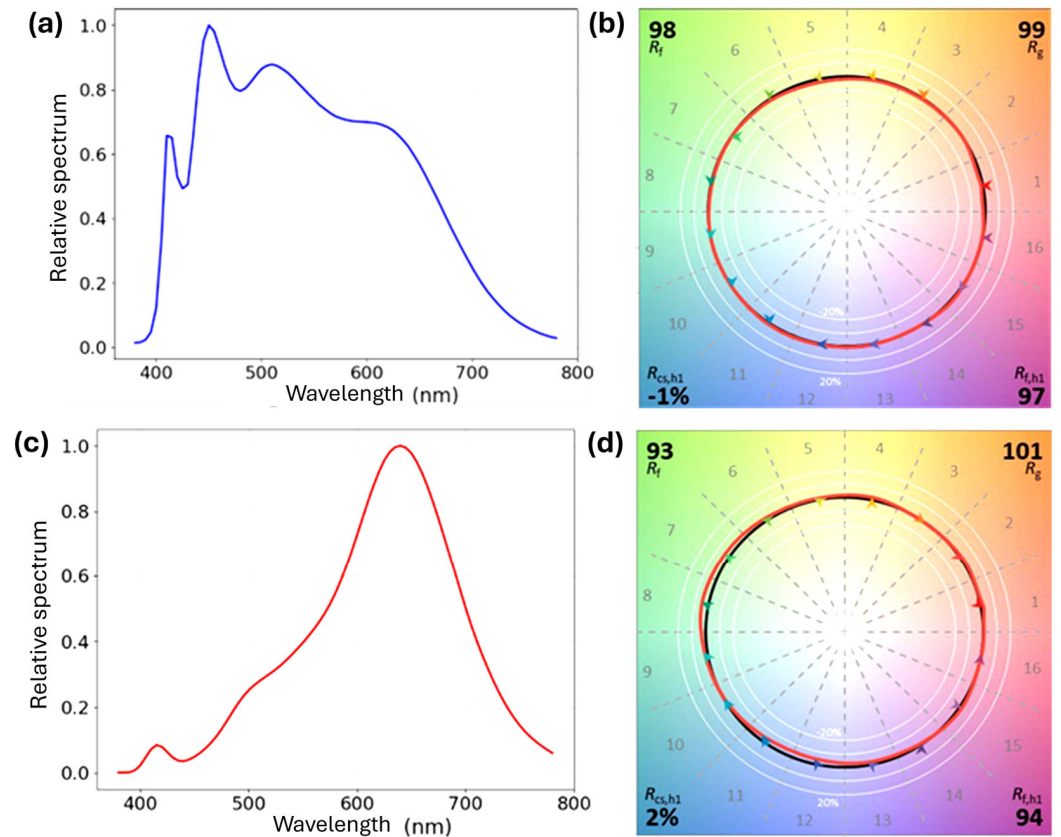 (a)
Relative spectrum
1.0
0.8
0.6
0.4
0.2
0.0
400 500 600 700 800
Wavelength (nm)
(b)
98
Rf
99
Rg
5 4
6 3
7 2
8 1
9 16
10 15
11 14
12 13
-20%
20%
Rcs,h1
-1%
Rf,h1
97
(c)
Relative spectrum
1.0
0.8
0.6
0.4
0.2
0.0
400 500 600 700 800
Wavelength (nm)
(d)
93
Rf
101
Rg
5 4
6 3
7 2
8 1
9 16
10 15
11 14
12 13
-20%
20%
Rcs,h1
2%
Rf,h1
94